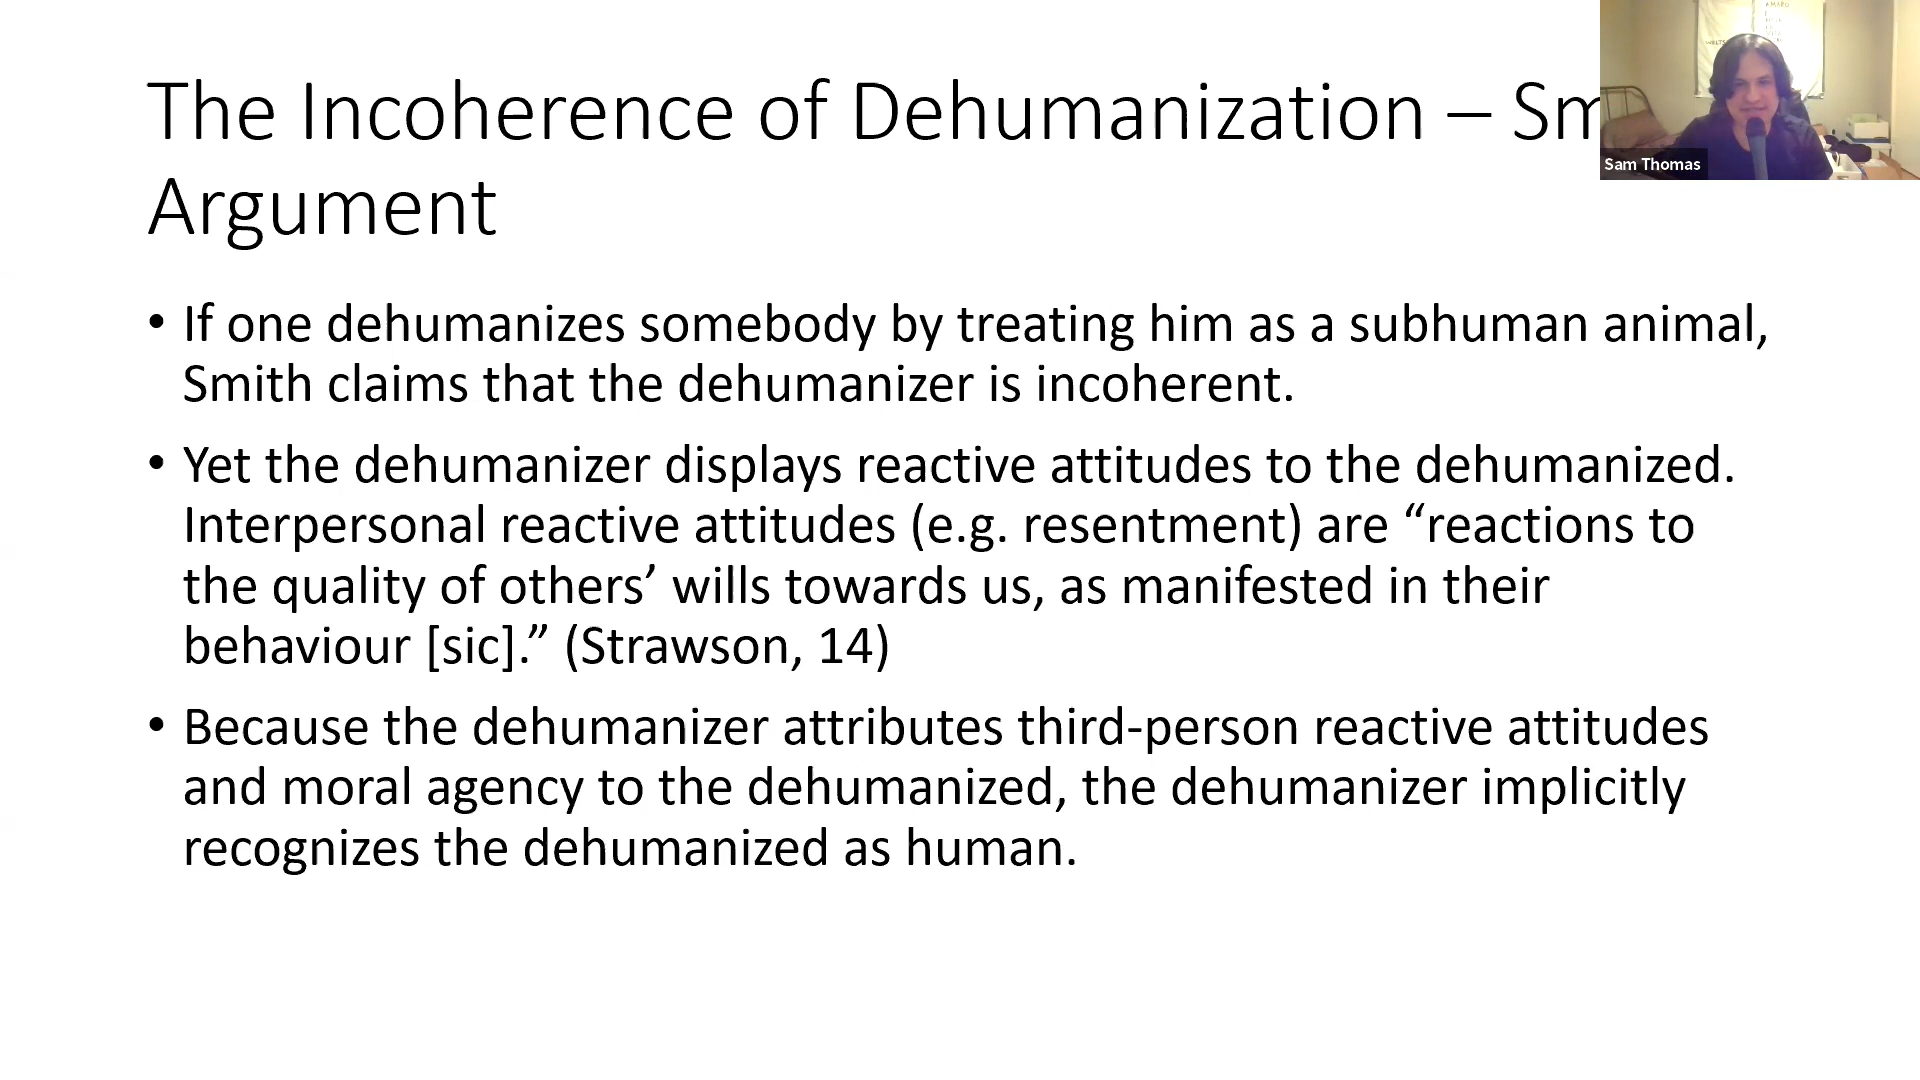 The Incoherence of Dehumanization – Sm
Argument
Sam Thomas
• If one dehumanizes somebody by treating him as a subhuman animal,
Smith claims that the dehumanizer is incoherent.
• Yet the dehumanizer displays reactive attitudes to the dehumanized.
Interpersonal reactive attitudes (e.g. resentment) are “reactions to
the quality of others’ wills towards us, as manifested in their
behaviour [sic].” (Strawson, 14)
• Because the dehumanizer attributes third-person reactive attitudes
and moral agency to the dehumanized, the dehumanizer implicitly
recognizes the dehumanized as human.